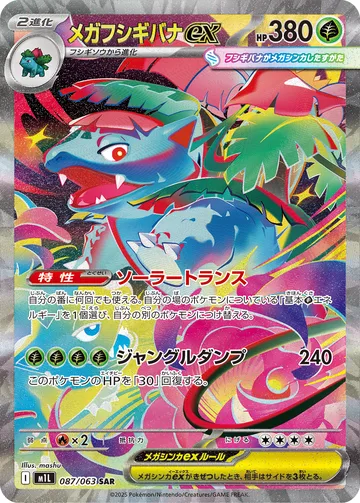 2進化
メガフシギバナex
HP380
フシギソウから進化
フシギバナがメガシンカしたすがた
特性
とくせい
ソーラートランス
自分の番に何回でも使える。自分の場のポケモンについている「基本エネ
ルギー」を1個選び、自分の別のポケモンにつけ替える。
ジャングルダンプ 240
このポケモンのHPを「30」回復する。
弱点 ×2 抵抗力 にげる
メガシンカexルール
メガシンカexがきぜつしたとき、相手はサイドを3枚とる。
Illus. mashu
I M1L 087/063 SAR
©2025 Pokémon/Nintendo/Creatures/GAME FREAK.